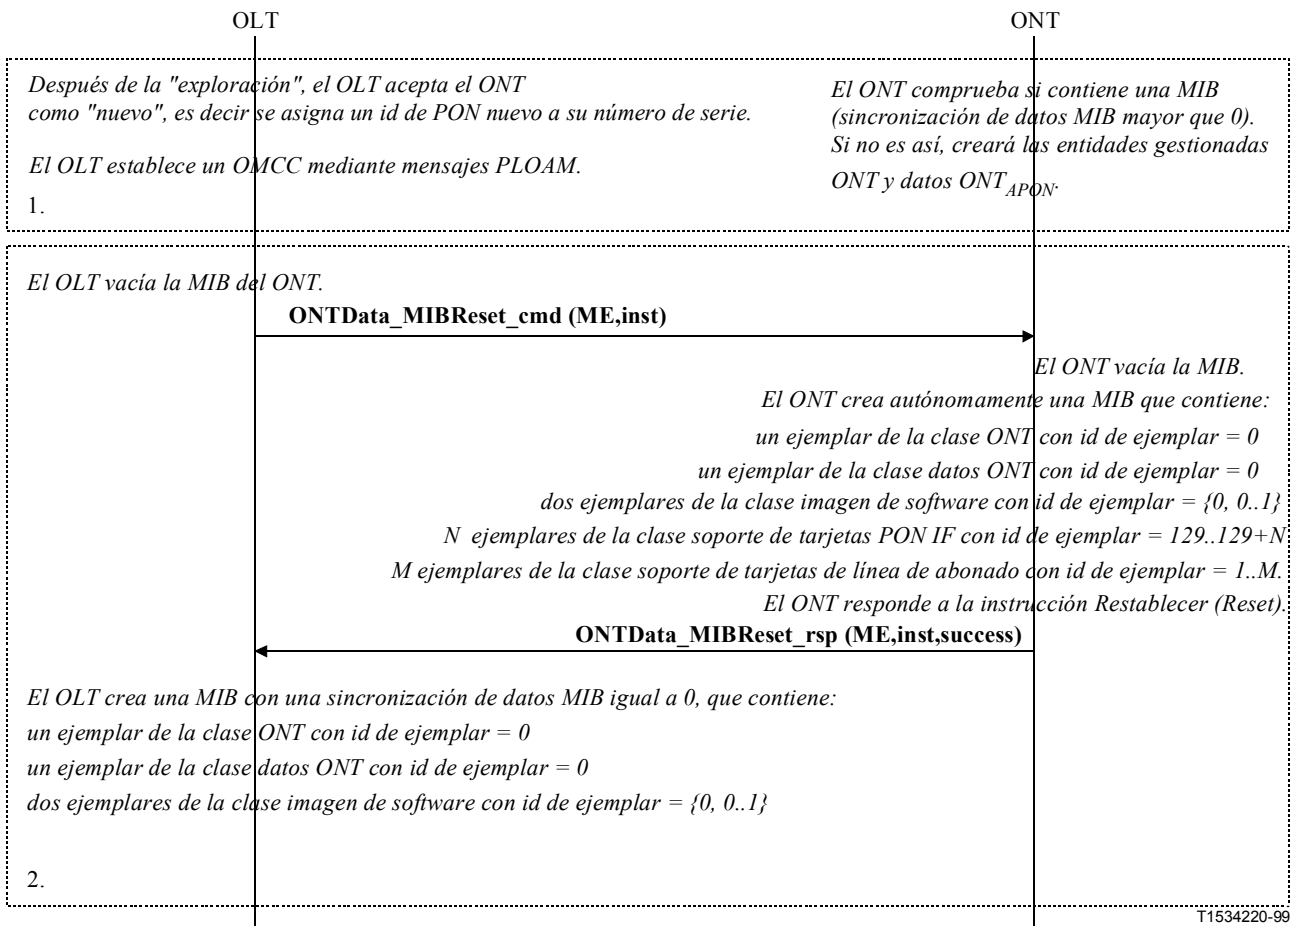 OLT
ONT
Después de la "exploración", el OLT acepta el ONT
como "nuevo", es decir se asigna un id de PON nuevo a su número de serie.
El OLT establece un OMCC mediante mensajes PLOAM.
1.
El ONT comprueba si contiene una MIB
(sincronización de datos MIB mayor que 0).
Si no es así, creará las entidades gestionadas
ONT y datos ONT_APON.
El OLT vacía la MIB del ONT.
ONTData_MIBReset_cmd (ME,inst)
El ONT vacía la MIB.
El ONT crea autónomamente una MIB que contiene:
un ejemplar de la clase ONT con id de ejemplar = 0
un ejemplar de la clase datos ONT con id de ejemplar = 0
dos ejemplares de la clase imagen de software con id de ejemplar = {0, 0..1}
N ejemplares de la clase soporte de tarjetas PON IF con id de ejemplar = 129..129+N
M ejemplares de la clase soporte de tarjetas de línea de abonado con id de ejemplar = 1..M.
El ONT responde a la instrucción Restablecer (Reset).
ONTData_MIBReset_rsp (ME,inst,success)
El OLT crea una MIB con una sincronización de datos MIB igual a 0, que contiene:
un ejemplar de la clase ONT con id de ejemplar = 0
un ejemplar de la clase datos ONT con id de ejemplar = 0
dos ejemplares de la clase imagen de software con id de ejemplar = {0, 0..1}
2.
T1534220-99